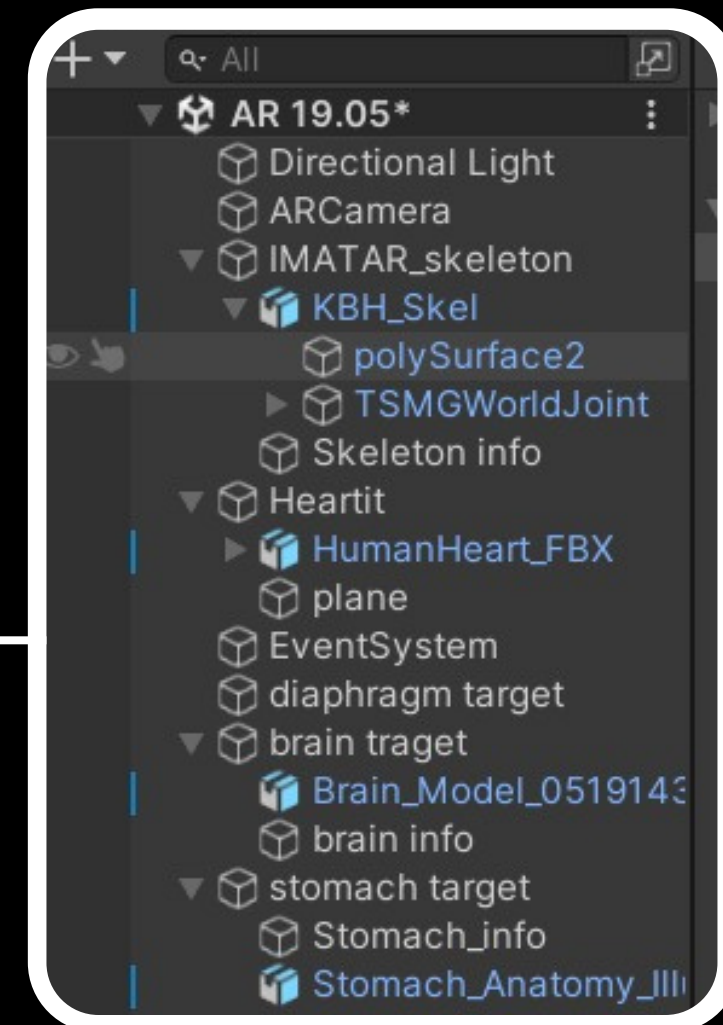 All
AR 19.05*
Directional Light
ARCamera
IMATAR_skeleton
KBH_Skel
polySurface2
TSMGWorldJoint
Skeleton info
Heartit
HumanHeart_FBX
plane
EventSystem
diaphragm target
brain traget
Brain_Model_0519143
brain info
stomach target
Stomach_info
Stomach_Anatomy_Ill